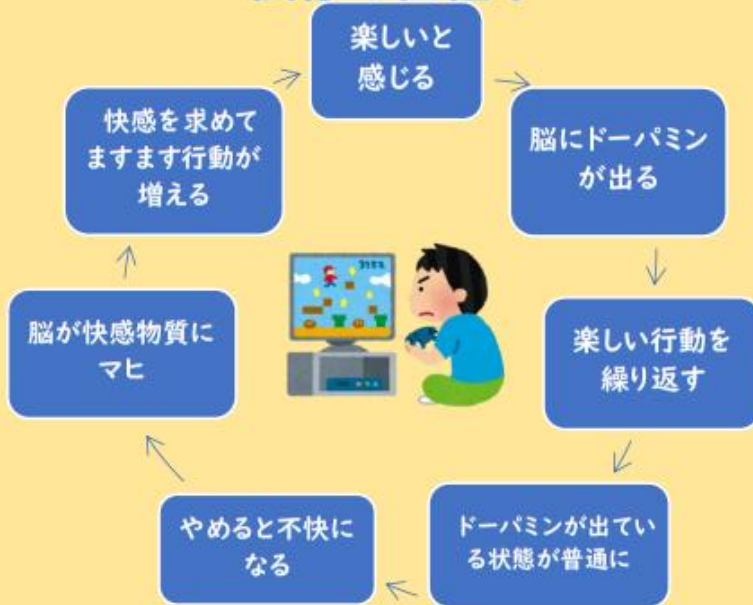 楽しいと
感じる
脳にドーパミン
が出る
楽しい行動を
繰り返す
ドーパミンが出てい
る状態が普通に
やめると不快に
なる
脳が快感物質に
マヒ
快感を求めて
ますます行動が
増える